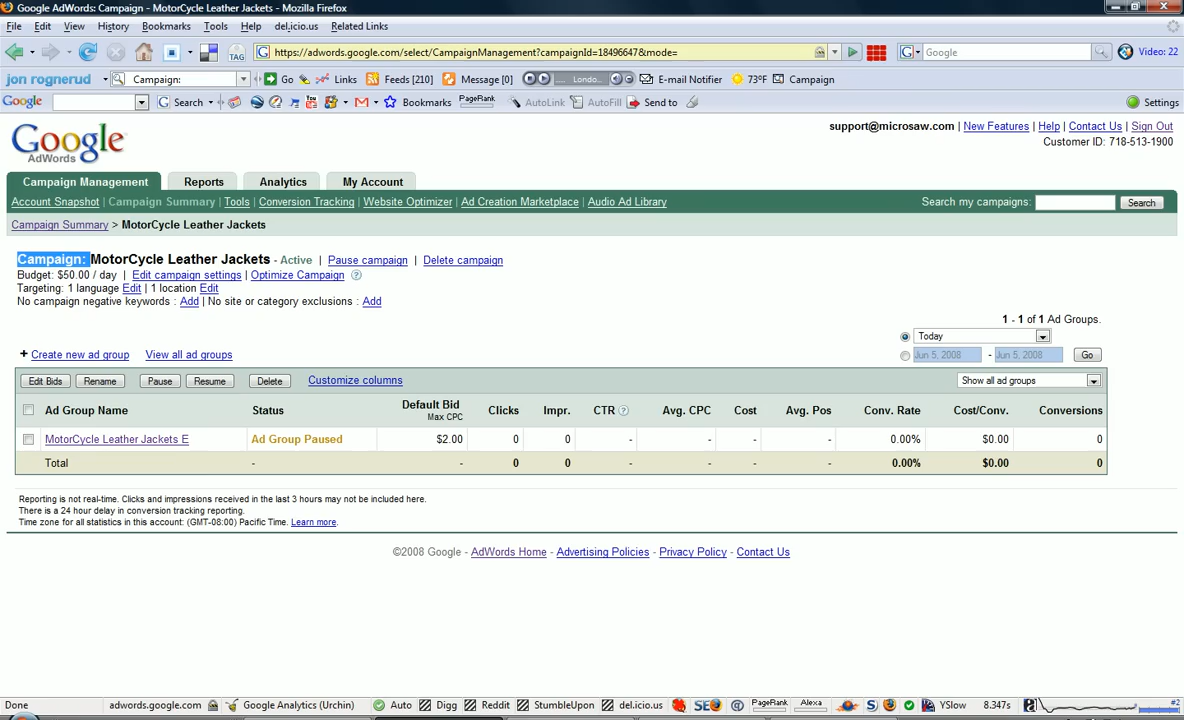 Google AdWords: Campaign - MotorCycle Leather Jackets - Mozilla Firefox
File Edit View History Bookmarks Tools Help del.icio.us Related Links
TAG https://adwords.google.com/select/CampaignManagement?campaignId=18496647&mode= Google Video: 22
jon rognerud Campaign: Go Links Feeds [210] Message [0] .... Londo.. E-mail Notifier 73°F Campaign
Google Search Bookmarks PageRank AutoLink AutoFill Send to Settings
support@microsaw.com | New Features | Help | Contact Us | Sign Out
Customer ID: 718-513-1900
Google
AdWords
Campaign Management Reports Analytics My Account
Account Snapshot | Campaign Summary | Tools | Conversion Tracking | Website Optimizer | Ad Creation Marketplace | Audio Ad Library Search my campaigns: Search
Campaign Summary > MotorCycle Leather Jackets
Campaign: MotorCycle Leather Jackets - Active | Pause campaign | Delete campaign
Budget: $50.00 / day | Edit campaign settings | Optimize Campaign ?
Targeting: 1 language Edit | 1 location Edit
No campaign negative keywords : Add | No site or category exclusions : Add
1 - 1 of 1 Ad Groups.
Today
+ Create new ad group View all ad groups Jun 5, 2008 - Jun 5, 2008 Go
Edit Bids Rename Pause Resume Delete Customize columns Show all ad groups
Ad Group Name Status Default Bid Max CPC Clicks Impr. CTR ? Avg. CPC Cost Avg. Pos Conv. Rate Cost/Conv. Conversions
MotorCycle Leather Jackets E Ad Group Paused $2.00 0 0 - - - - 0.00% $0.00 0
Total - - 0 0 - - - - 0.00% $0.00 0
Reporting is not real-time. Clicks and impressions received in the last 3 hours may not be included here.
There is a 24 hour delay in conversion tracking reporting.
Time zone for all statistics in this account: (GMT-08:00) Pacific Time. Learn more.
©2008 Google - AdWords Home - Advertising Policies - Privacy Policy - Contact Us
Done adwords.google.com Google Analytics (Urchin) Auto Digg Reddit StumbleUpon del.icio.us SEO @ PageRank Alexa S YSlow 8.347s a #2